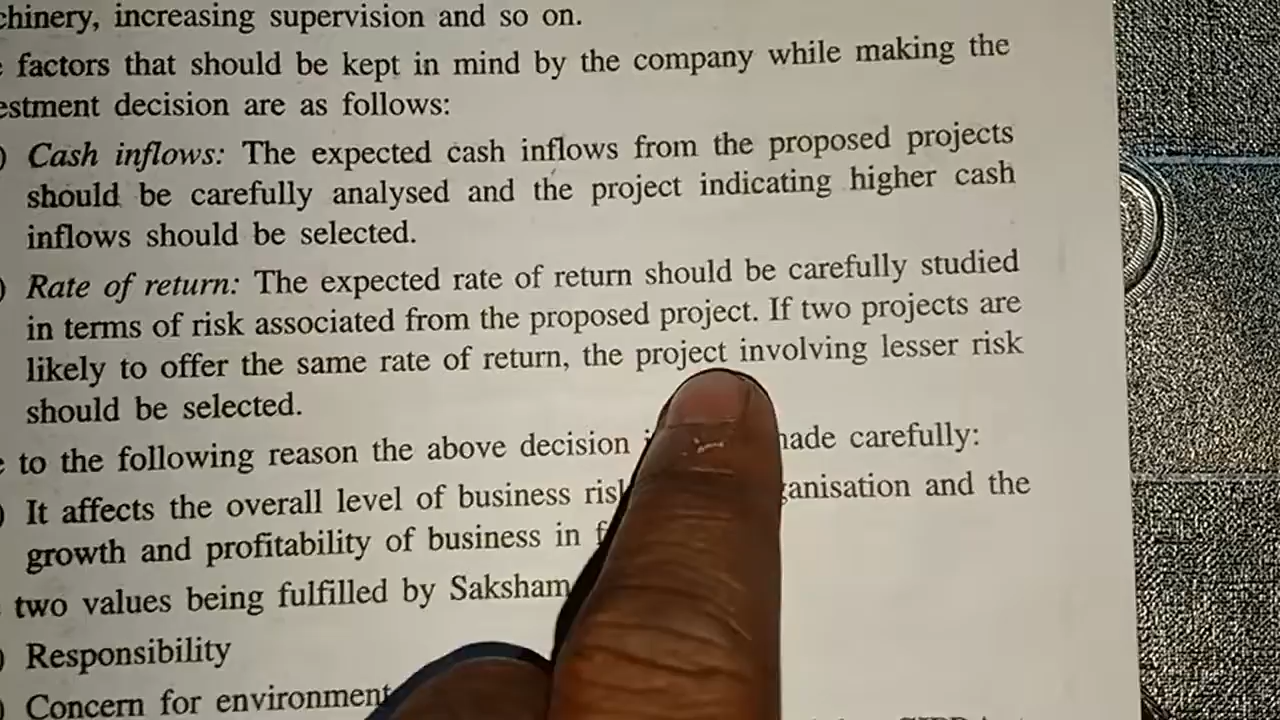 chinery, increasing supervision and so on.
factors that should be kept in mind by the company while making the
estment decision are as follows:
) Cash inflows: The expected cash inflows from the proposed projects
should be carefully analysed and the project indicating higher cash
inflows should be selected.
) Rate of return: The expected rate of return should be carefully studied
in terms of risk associated from the proposed project. If two projects are
likely to offer the same rate of return, the project involving lesser risk
should be selected.
e to the following reason the above decision made carefully:
) It affects the overall level of business risk ganisation and the
growth and profitability of business in f
two values being fulfilled by Saksham
) Responsibility
) Concern for environment